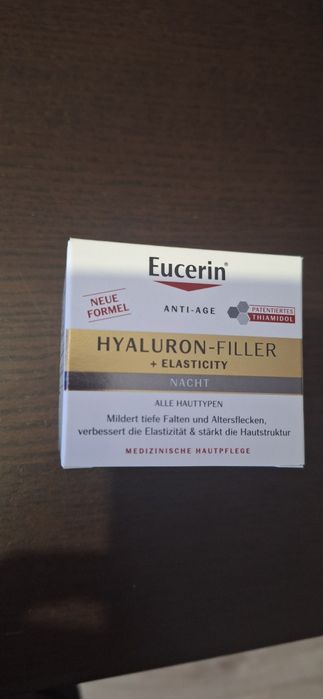 Eucerin®
NEUE
FORMEL
ANTI-AGE
PATENTIERTES
THIAMIDOL
HYALURON-FILLER
+ ELASTICITY
NACHT
ALLE HAUTTYPEN
Mildert tiefe Falten und Altersflecken,
verbessert die Elastizität & stärkt die Hautstruktur
MEDIZINISCHE HAUTPFLEGE